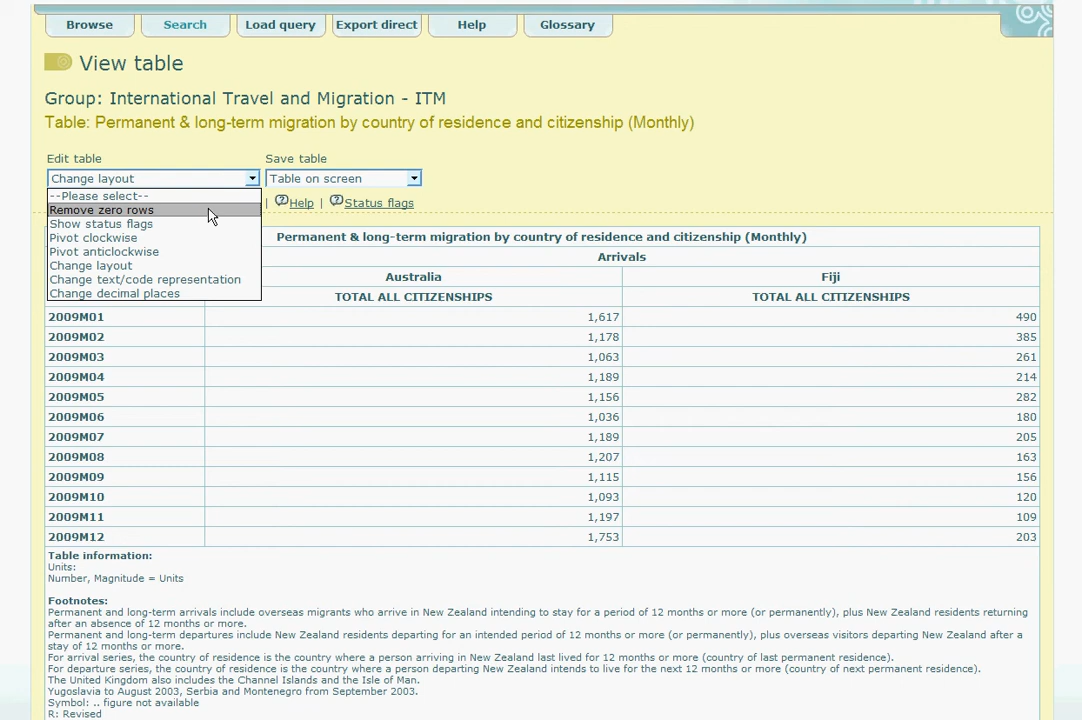 Browse Search Load query Export direct Help Glossary
View table
Group: International Travel and Migration - ITM
Table: Permanent & long-term migration by country of residence and citizenship (Monthly)
Edit table Save table
Change layout Table on screen
--Please select--
Remove zero rows | Help | Status flags
Show status flags
Pivot clockwise
Pivot anticlockwise
Change layout
Change text/code representation
Change decimal places
Permanent & long-term migration by country of residence and citizenship (Monthly)
Arrivals
Australia Fiji
TOTAL ALL CITIZENSHIPS TOTAL ALL CITIZENSHIPS
2009M01 1,617 490
2009M02 1,178 385
2009M03 1,063 261
2009M04 1,189 214
2009M05 1,156 282
2009M06 1,036 180
2009M07 1,189 205
2009M08 1,207 163
2009M09 1,115 156
2009M10 1,093 120
2009M11 1,197 109
2009M12 1,753 203
Table information:
Units:
Number, Magnitude = Units
Footnotes:
Permanent and long-term arrivals include overseas migrants who arrive in New Zealand intending to stay for a period of 12 months or more (or permanently), plus New Zealand residents returning
after an absence of 12 months or more.
Permanent and long-term departures include New Zealand residents departing for an intended period of 12 months or more (or permanently), plus overseas visitors departing New Zealand after a
stay of 12 months or more.
For arrival series, the country of residence is the country where a person arriving in New Zealand last lived for 12 months or more (country of last permanent residence).
For departure series, the country of residence is the country where a person departing New Zealand intends to live for the next 12 months or more (country of next permanent residence).
The United Kingdom also includes the Channel Islands and the Isle of Man.
Yugoslavia to August 2003, Serbia and Montenegro from September 2003.
Symbol: .. figure not available
R: Revised